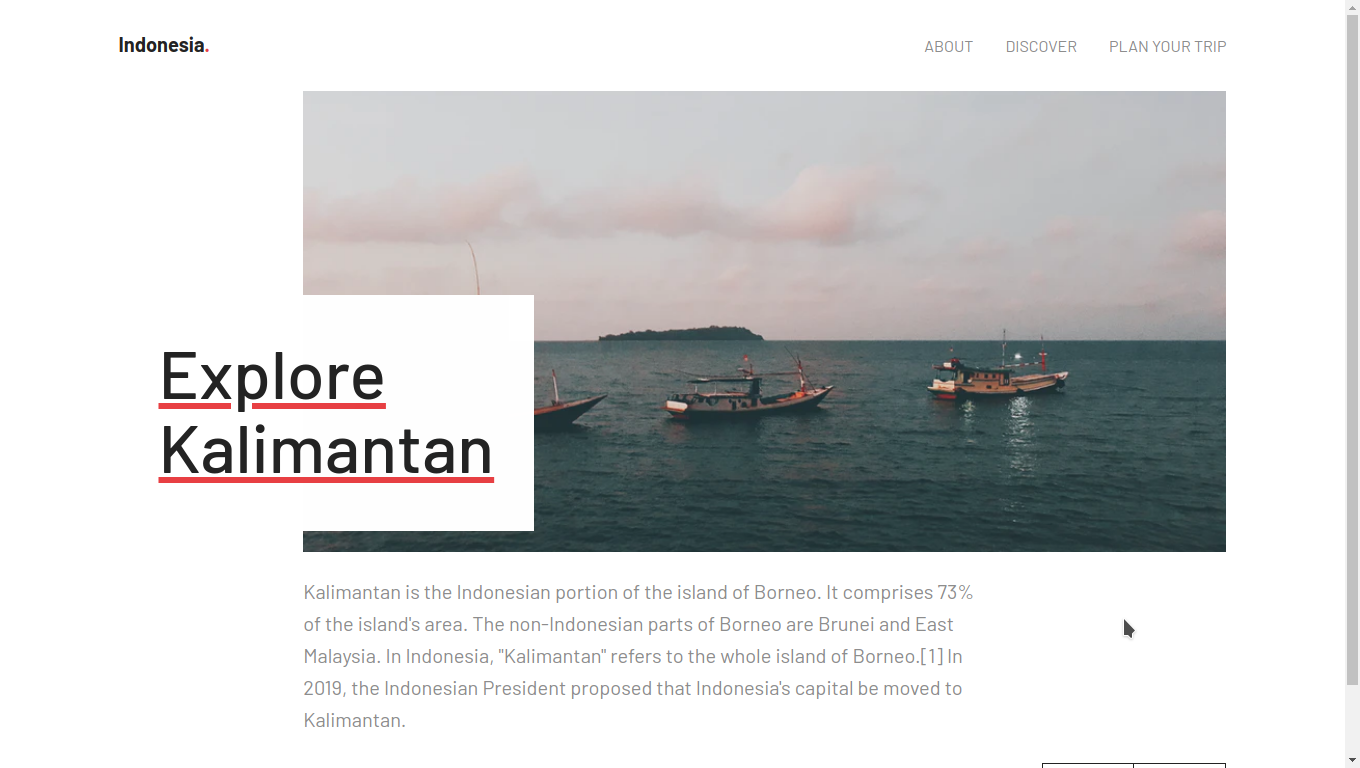 Indonesia.
ABOUT DISCOVER PLAN YOUR TRIP
Explore
Kalimantan
Kalimantan is the Indonesian portion of the island of Borneo. It comprises 73%
of the island's area. The non-Indonesian parts of Borneo are Brunei and East
Malaysia. In Indonesia, "Kalimantan" refers to the whole island of Borneo.[1] In
2019, the Indonesian President proposed that Indonesia's capital be moved to
Kalimantan.